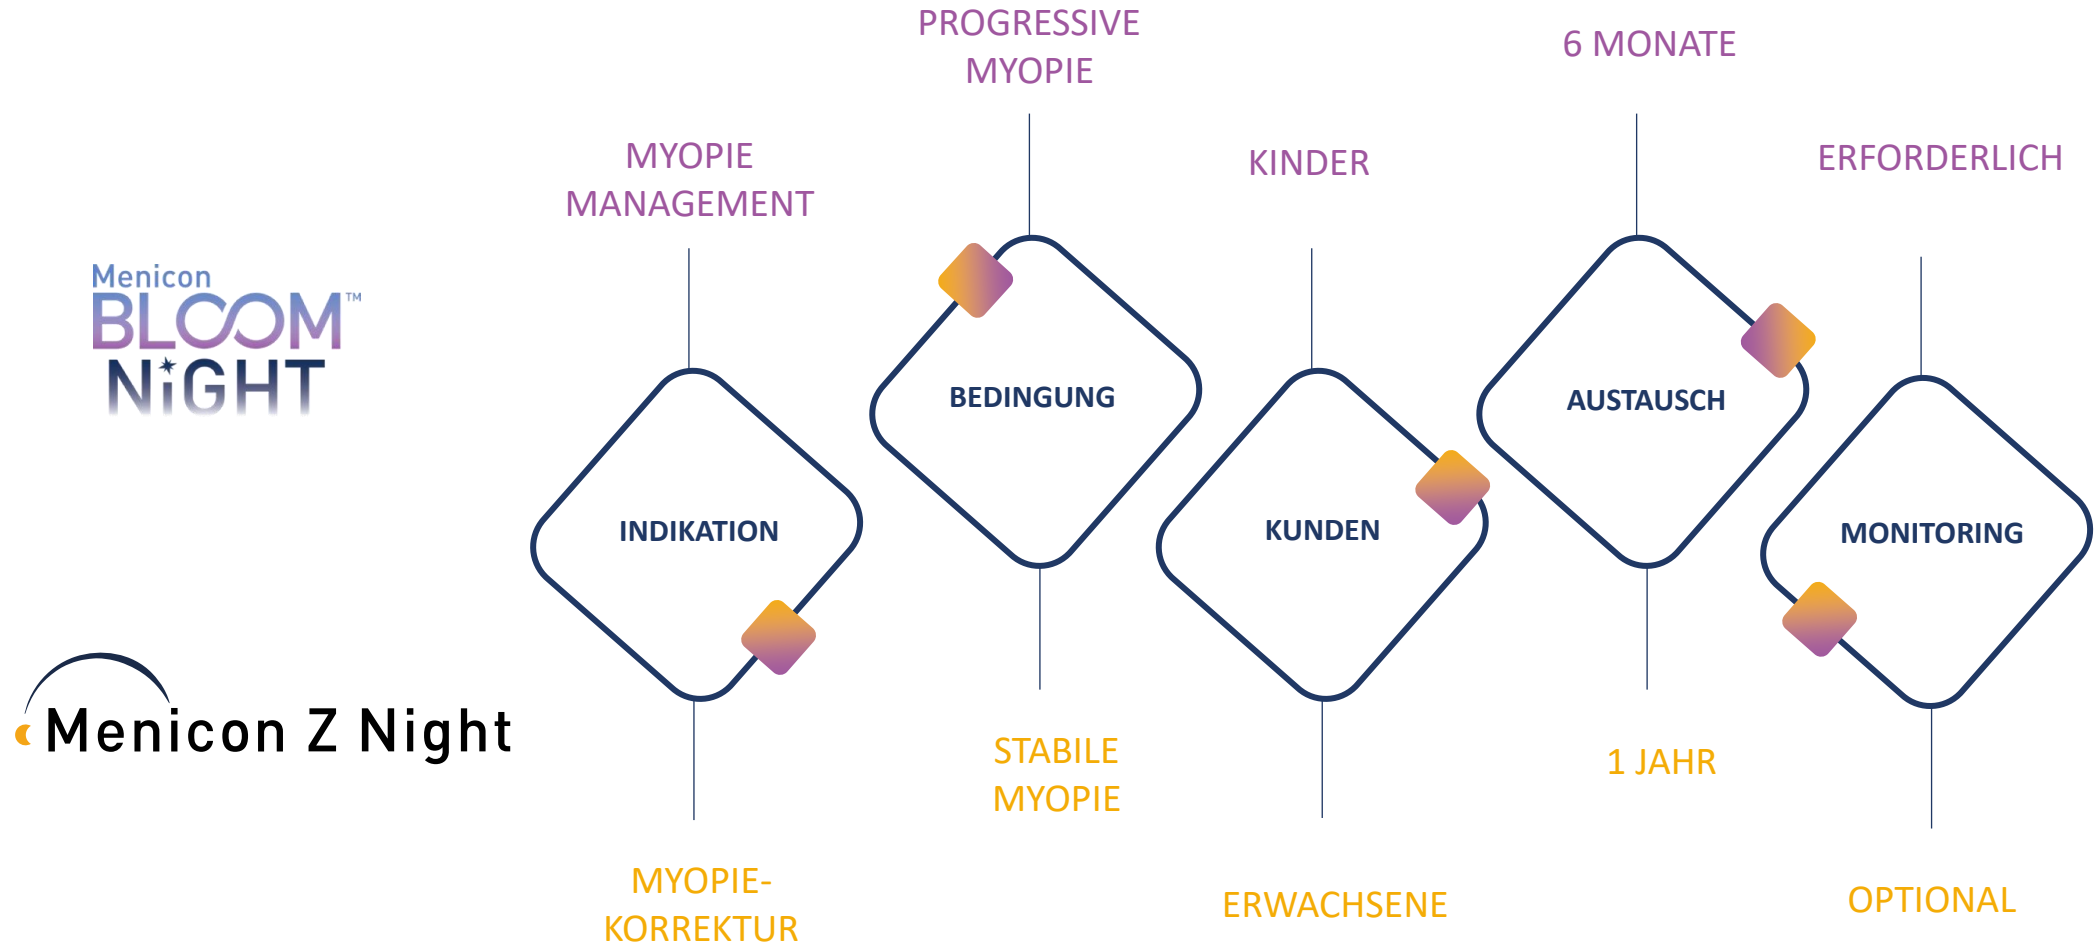 Menicon
BLOOM™
NiGHT
MYOPIE
MANAGEMENT
PROGRESSIVE
MYOPIE
KINDER
6 MONATE
ERFORDERLICH
INDIKATION
BEDINGUNG
KUNDEN
AUSTAUSCH
MONITORING
Menicon Z Night
MYOPIE-
KORREKTUR
STABILE
MYOPIE
ERWACHSENE
1 JAHR
OPTIONAL